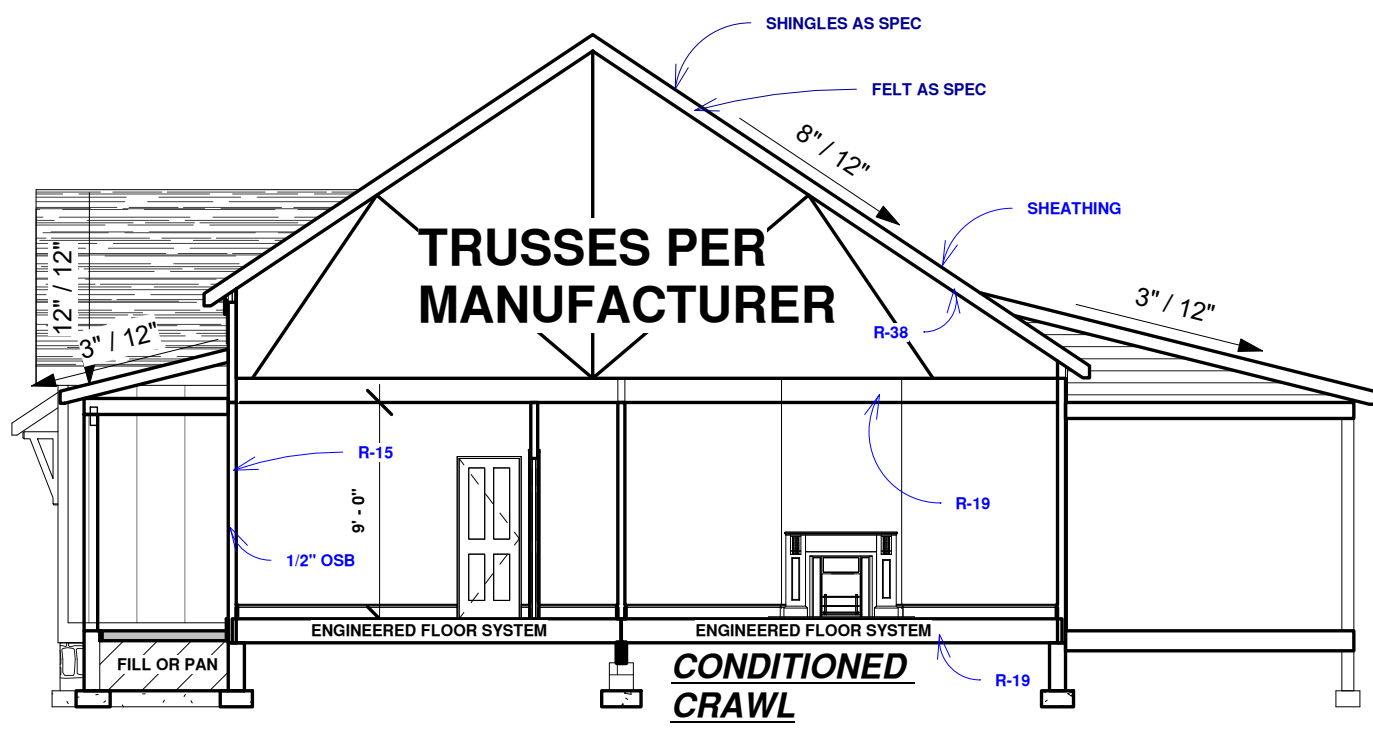 SHINGLES AS SPEC
FELT AS SPEC
8" / 12"
SHEATHING
TRUSSES PER
MANUFACTURER
12" / 12"
3" / 12"
3" / 12"
R-38
R-15
9' - 0"
R-19
1/2" OSB
ENGINEERED FLOOR SYSTEM
ENGINEERED FLOOR SYSTEM
FILL OR PAN
CONDITIONED
CRAWL
R-19